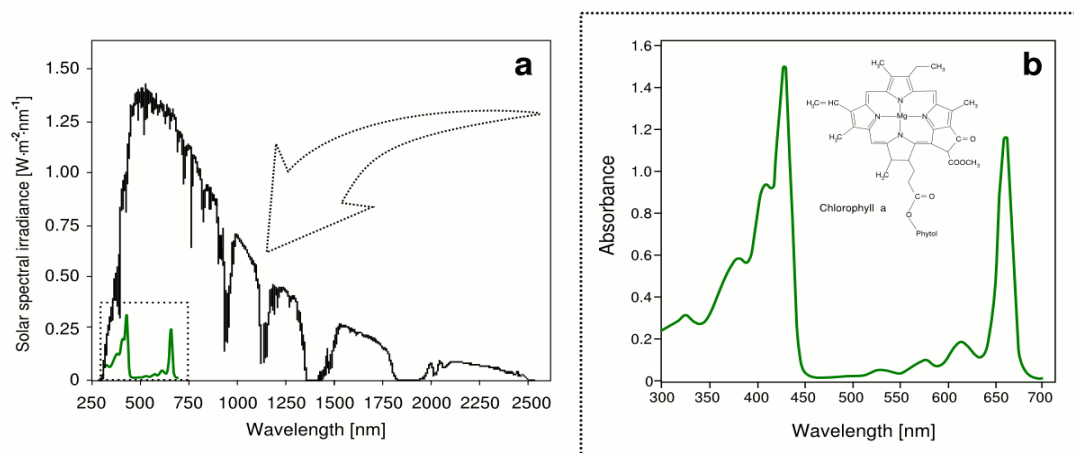 a
1.50
1.25
1.00
0.75
0.50
0.25
0
250 500 750 1000 1250 1500 1750 2000 2250 2500
Wavelength [nm]
Solar spectral irradiance [W·m-2·nm-1]
b
1.6
1.4
1.2
1.0
0.8
0.6
0.4
0.2
0
300 350 400 450 500 550 600 650 700
Wavelength [nm]
Absorbance
H₃C
CH₃
H₂C=HC
CH₃
N
N
Mg
N
N
H₃C
C=O
COOCH₃
H₃C
C=O
O
Phytol
Chlorophyll a